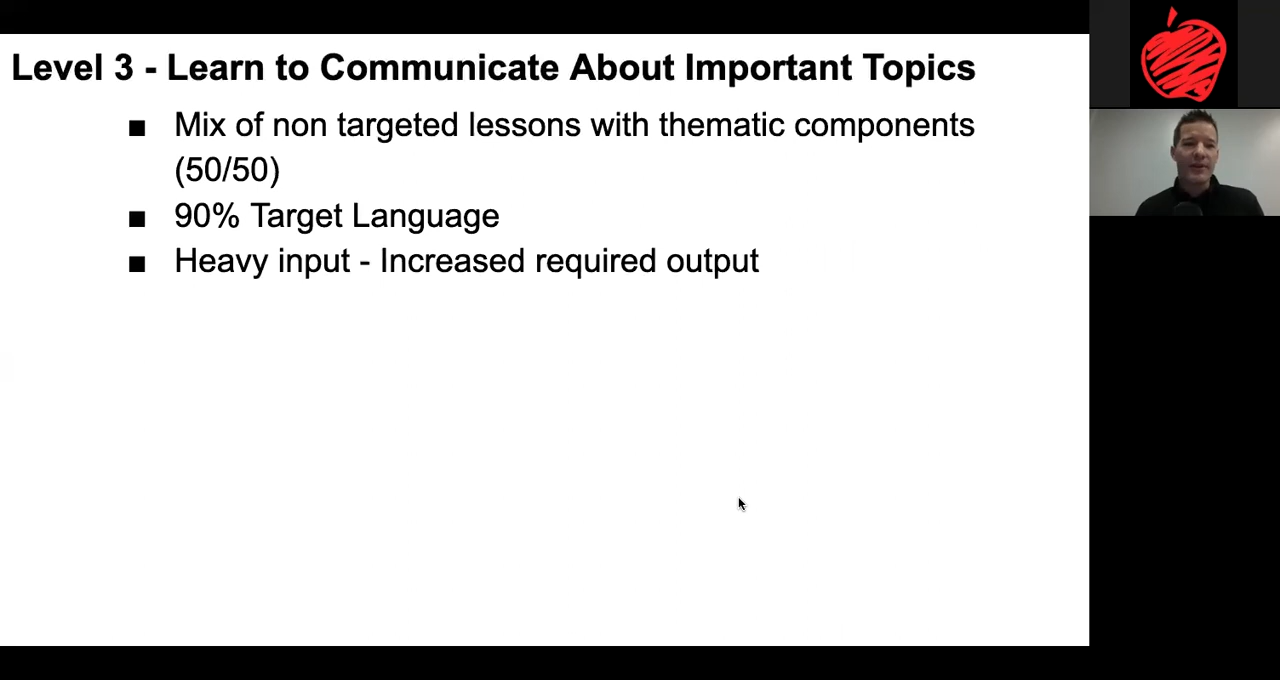 Level 3 - Learn to Communicate About Important Topics
■ Mix of non targeted lessons with thematic components
(50/50)
■ 90% Target Language
■ Heavy input - Increased required output